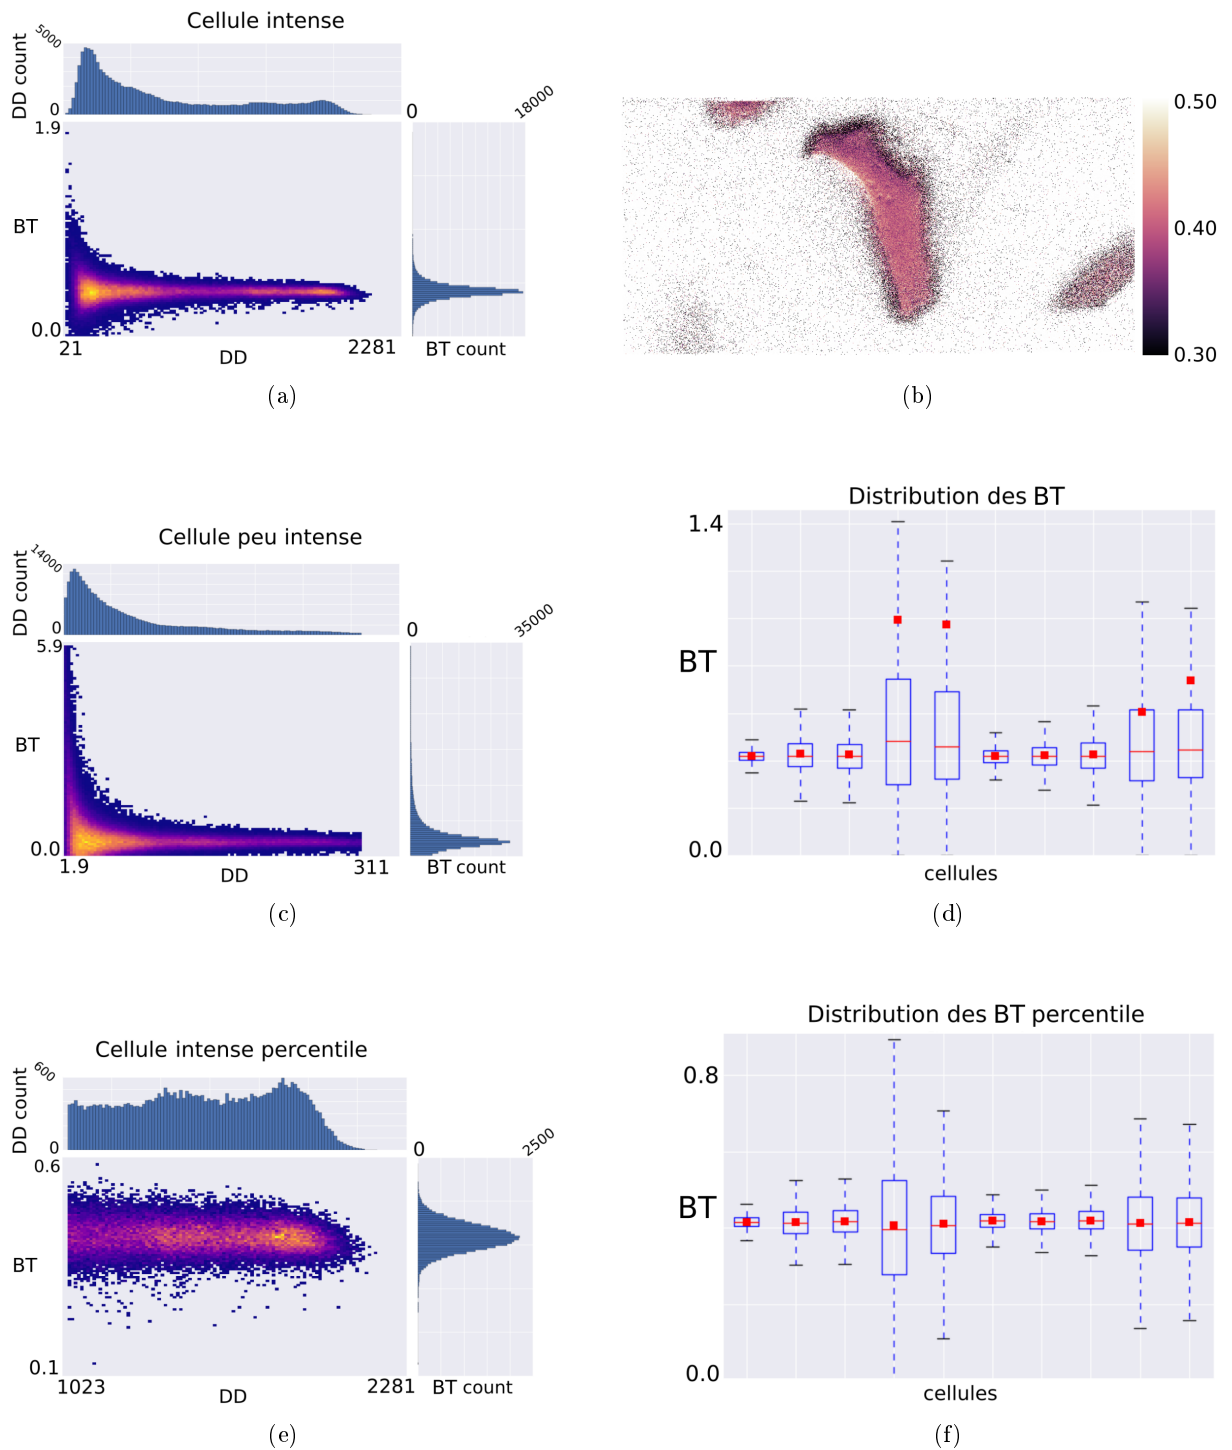 Cellule intense
5000
DD count
0
0
18000
1.9
BT
0.0
21
DD
2281
BT count
(a)
0.50
0.40
0.30
(b)
Cellule peu intense
14000
DD count
0
0
35000
5.9
BT
0.0
1.9
DD
311
BT count
(c)
Distribution des BT
1.4
BT
0.0
cellules
(d)
Cellule intense percentile
600
DD count
0
0
2500
0.6
BT
0.1
1023
DD
2281
BT count
(e)
Distribution des BT percentile
0.8
BT
0.0
cellules
(f)